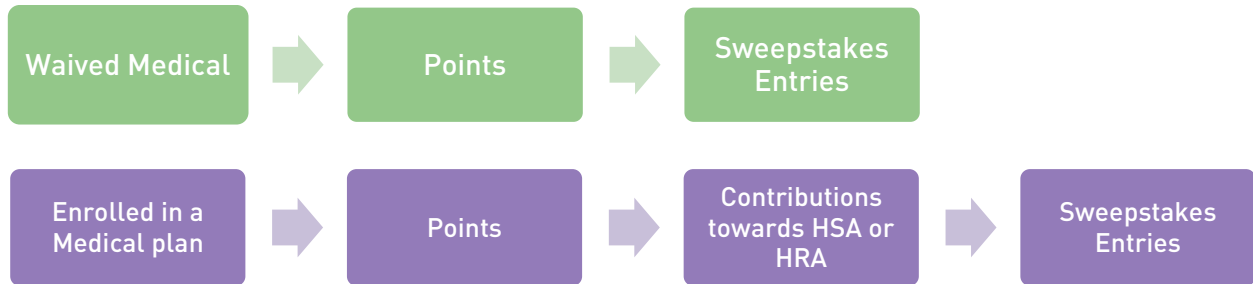 Waived Medical
Points
Sweepstakes
Entries
Enrolled in a
Medical plan
Points
Contributions
towards HSA or
HRA
Sweepstakes
Entries